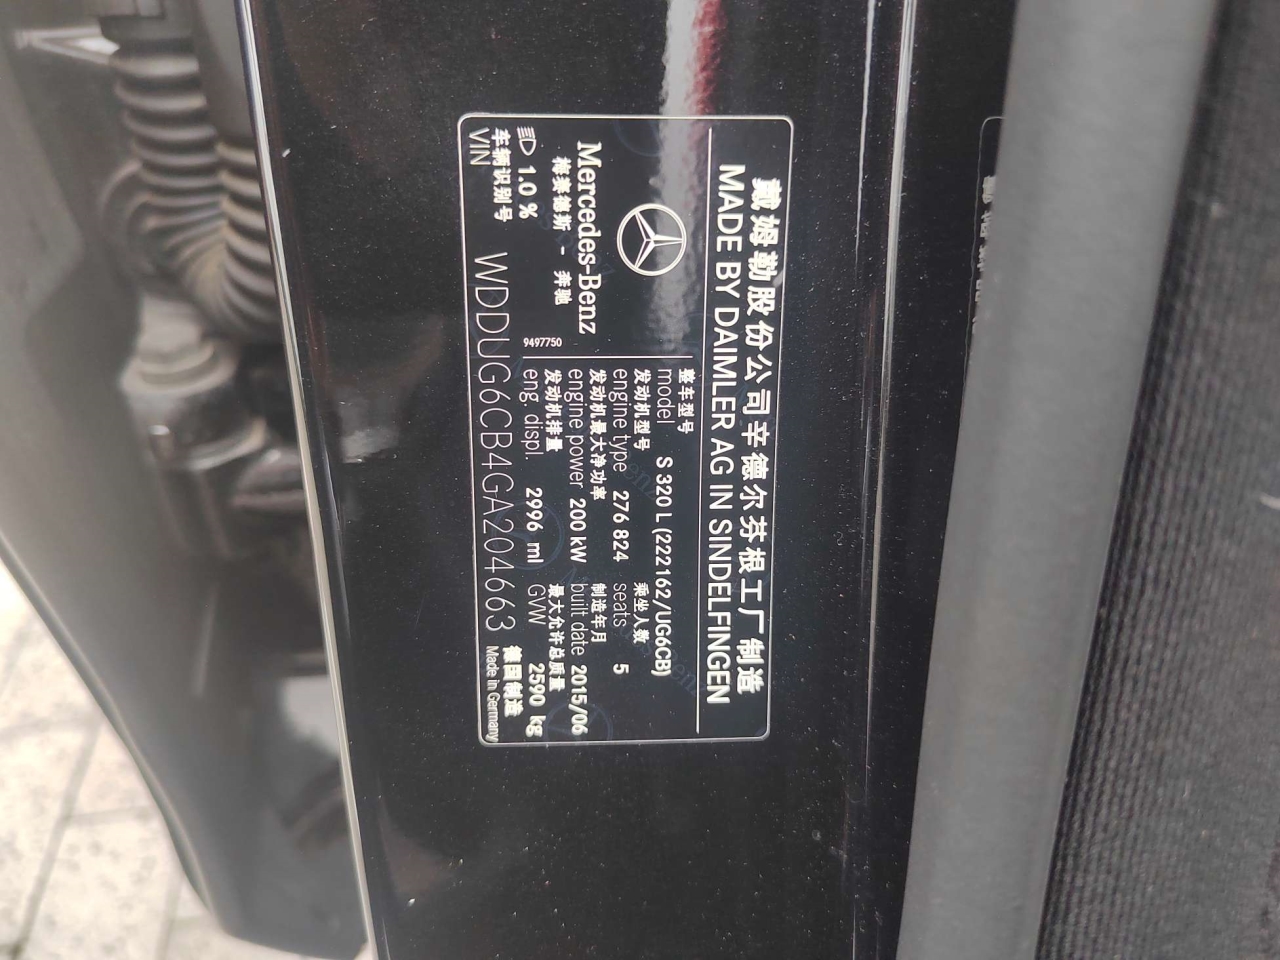 戴姆勒股份公司辛德尔芬根工厂制造
MADE BY DAIMLER AG IN SINDELFINGEN
Mercedes-Benz
梅赛德斯 - 奔驰
1.0 %
9497750
整车型号
model S 320 L (222162/UG6CB)
发动机型号 乘坐人数
engine type 276 824 seats 5
发动机最大净功率 制造年月
engine power 200 kW built date 2015/06
发动机排量 最大允许总质量
eng. displ. 2996 ml GVW 2590 kg
车辆识别号 德国制造
VIN WDDUG6CB4GA204663 Made in Germany